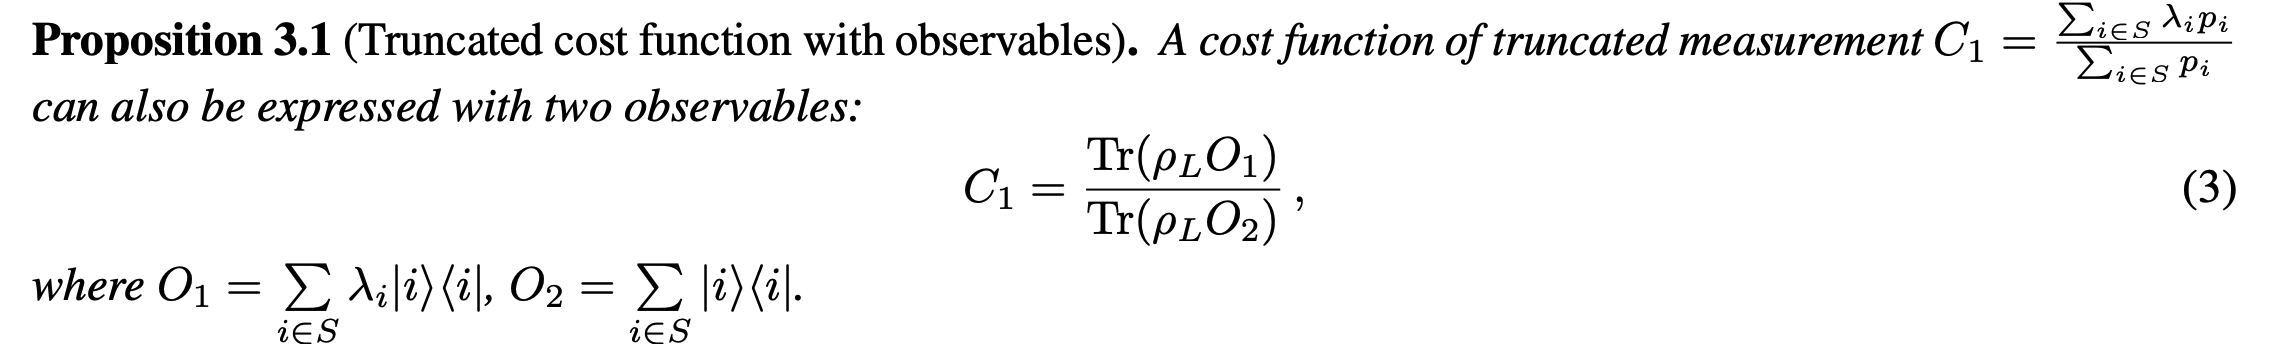 Proposition 3.1 (Truncated cost function with observables). A cost function of truncated measurement $C_1 = \frac{\sum_{i \in S} \lambda_i p_i}{\sum_{i \in S} p_i}$
can also be expressed with two observables:
$C_1 = \frac{\mathrm{Tr}(\rho_L O_1)}{\mathrm{Tr}(\rho_L O_2)},$ (3)
where $O_1 = \sum_{i \in S} \lambda_i |i\rangle\langle i|$, $O_2 = \sum_{i \in S} |i\rangle\langle i|$.